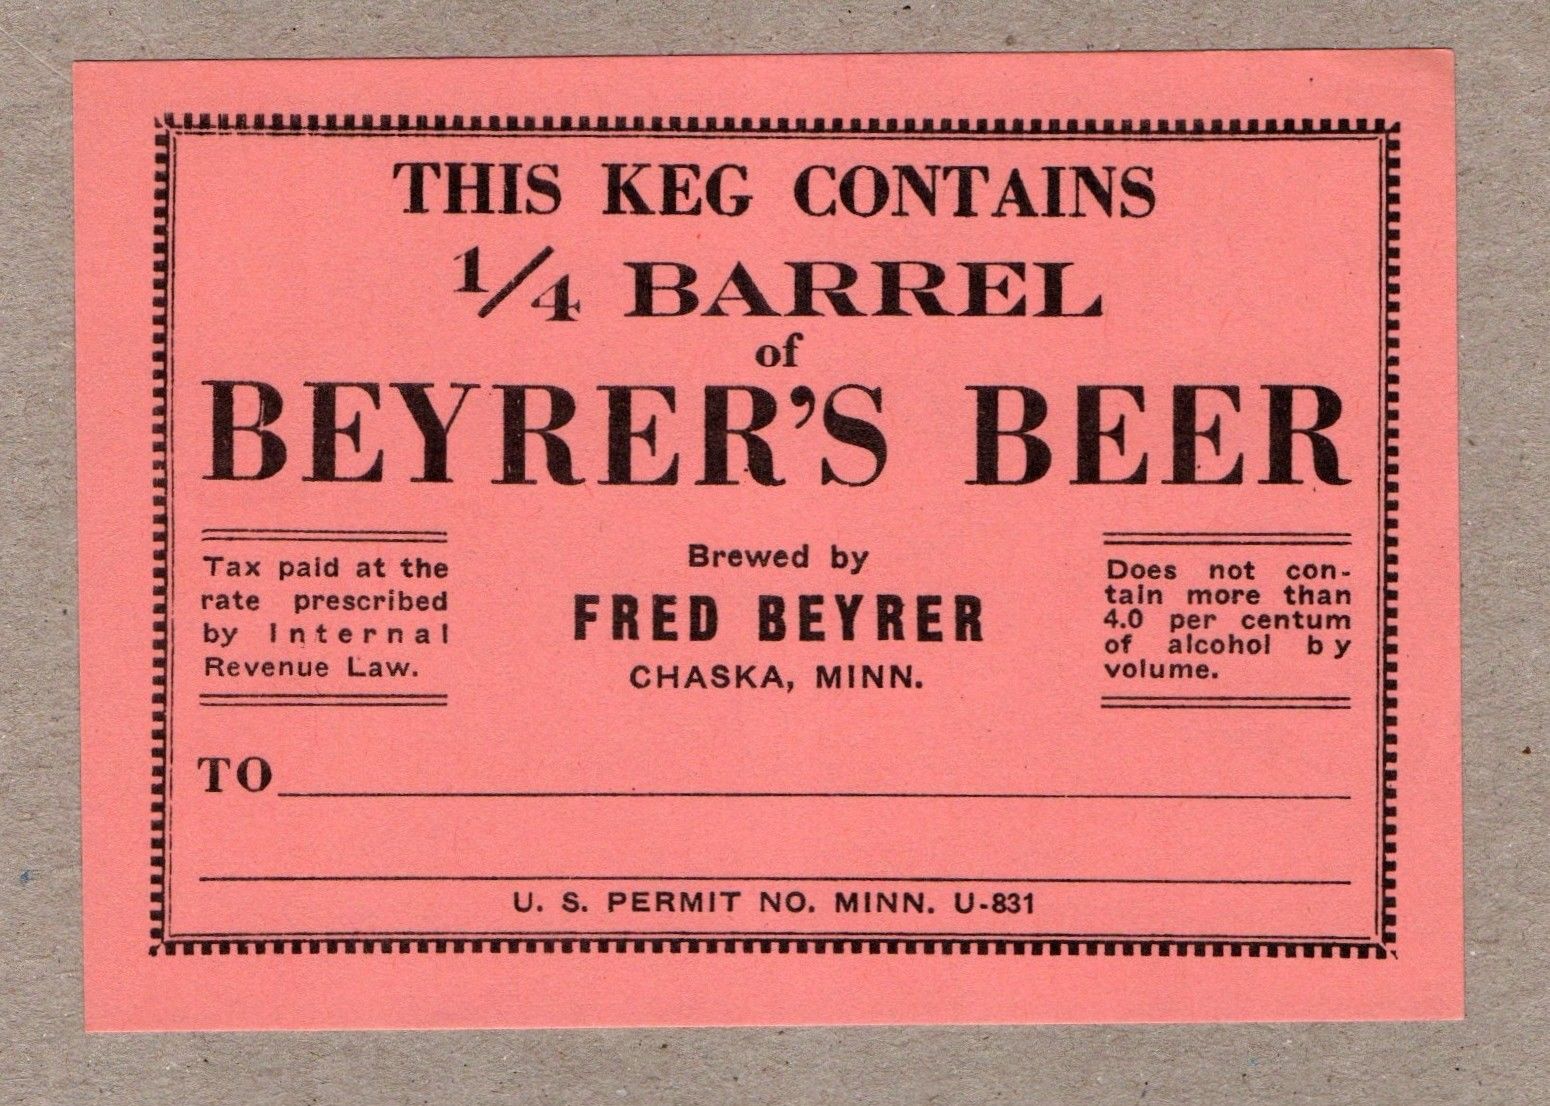 THIS KEG CONTAINS
1/4 BARREL
of
BEYRER'S BEER
Tax paid at the
rate prescribed
by Internal
Revenue Law.
Brewed by
FRED BEYRER
CHASKA, MINN.
Does not con-
tain more than
4.0 per centum
of alcohol by
volume.
TO
U. S. PERMIT NO. MINN. U-831